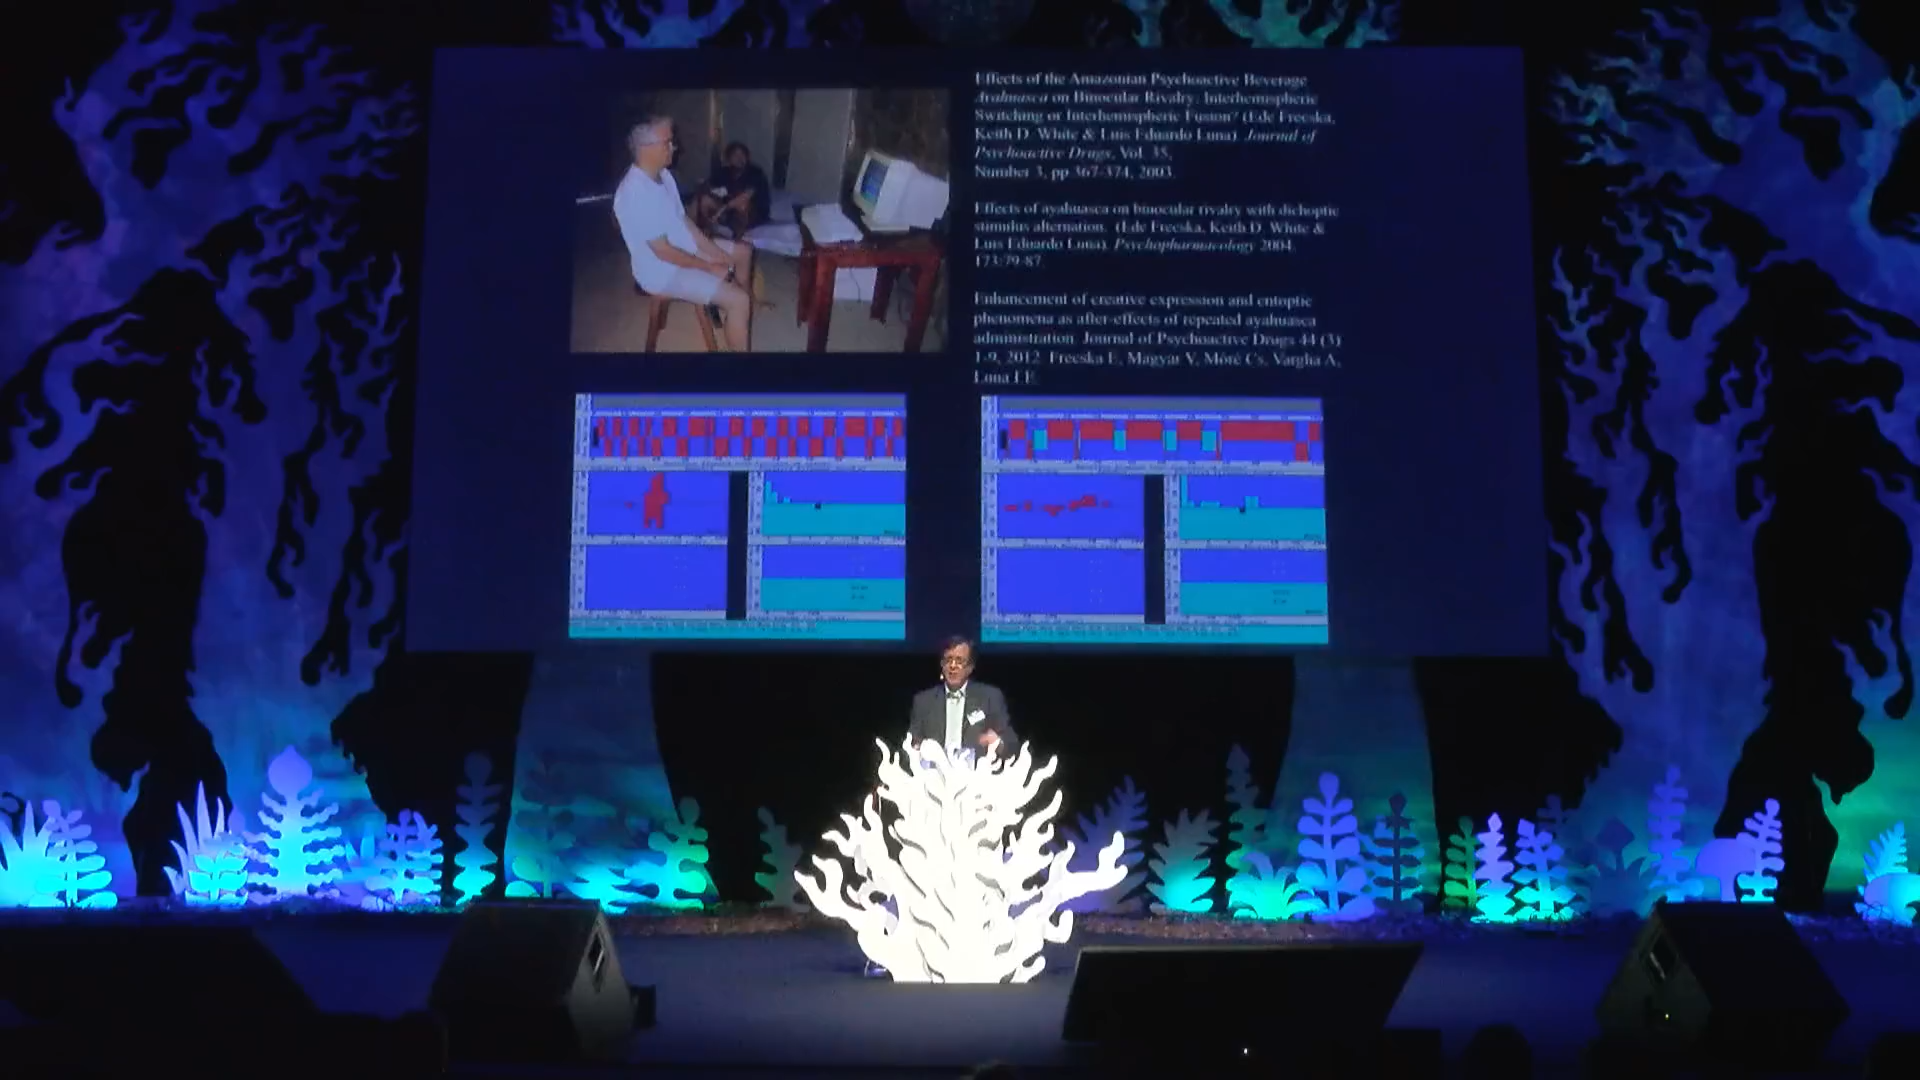 Effects of the Amazonian Psychoactive Beverage
Ayahuasca on Binocular Rivalry: Interhemispheric
Switching or Interhemispheric Fusion? (Ede Frecska,
Keith D. White & Luis Eduardo Luna). Journal of
Psychoactive Drugs, Vol. 35,
Number 3, pp 367-374, 2003.
Effects of ayahuasca on binocular rivalry with dichoptic
stimulus alternation. (Ede Frecska, Keith D. White &
Luis Eduardo Luna). Psychopharmacology 2004.
173:79-87.
Enhancement of creative expression and entoptic
phenomena as after-effects of repeated ayahuasca
administration. Journal of Psychoactive Drugs 44 (3)
1-9, 2012. Frecska E, Magyar V, Móré Cs, Vargha A,
Luna LE.